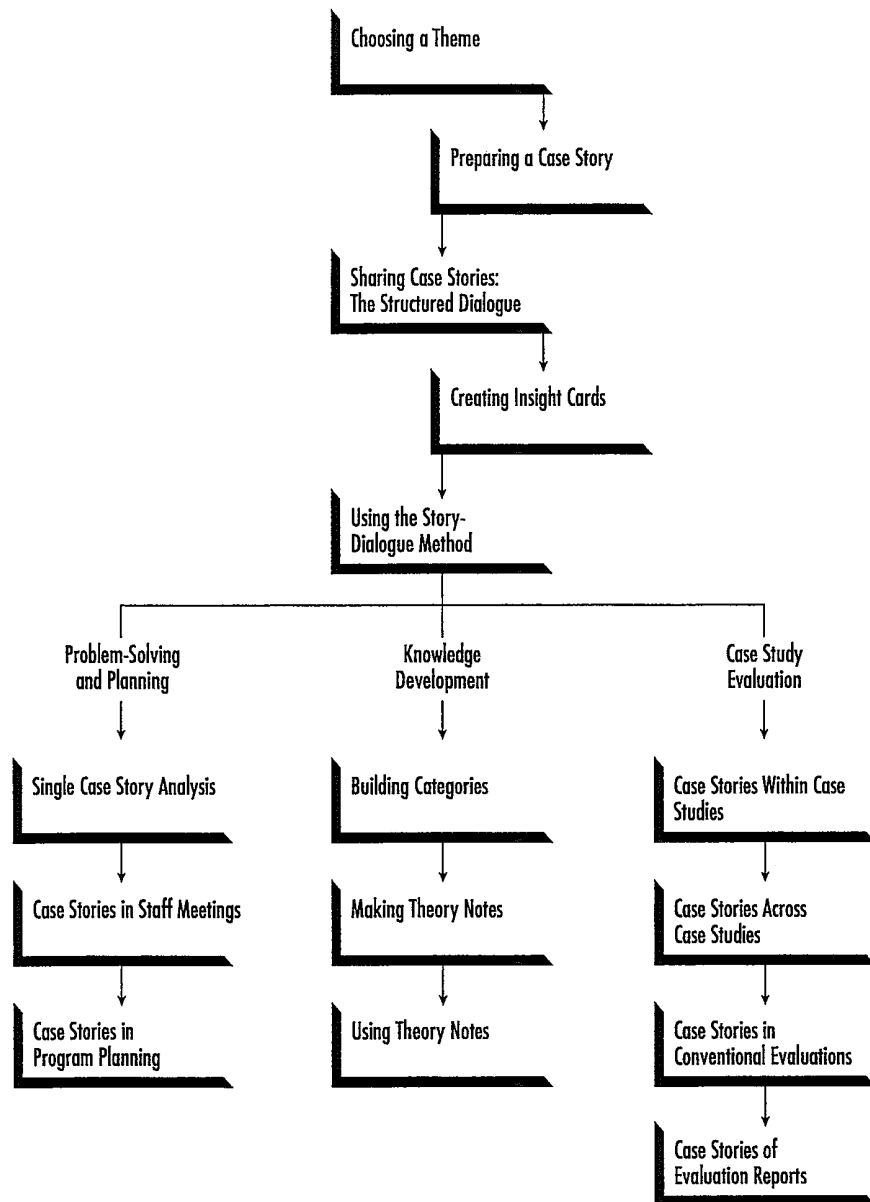 Choosing a Theme
Preparing a Case Story
Sharing Case Stories:
The Structured Dialogue
Creating Insight Cards
Using the Story-
Dialogue Method
Problem-Solving
and Planning
Single Case Story Analysis
Case Stories in Staff Meetings
Case Stories in
Program Planning
Knowledge
Development
Building Categories
Making Theory Notes
Using Theory Notes
Case Study
Evaluation
Case Stories Within Case
Studies
Case Stories Across
Case Studies
Case Stories in
Conventional Evaluations
Case Stories of
Evaluation Reports